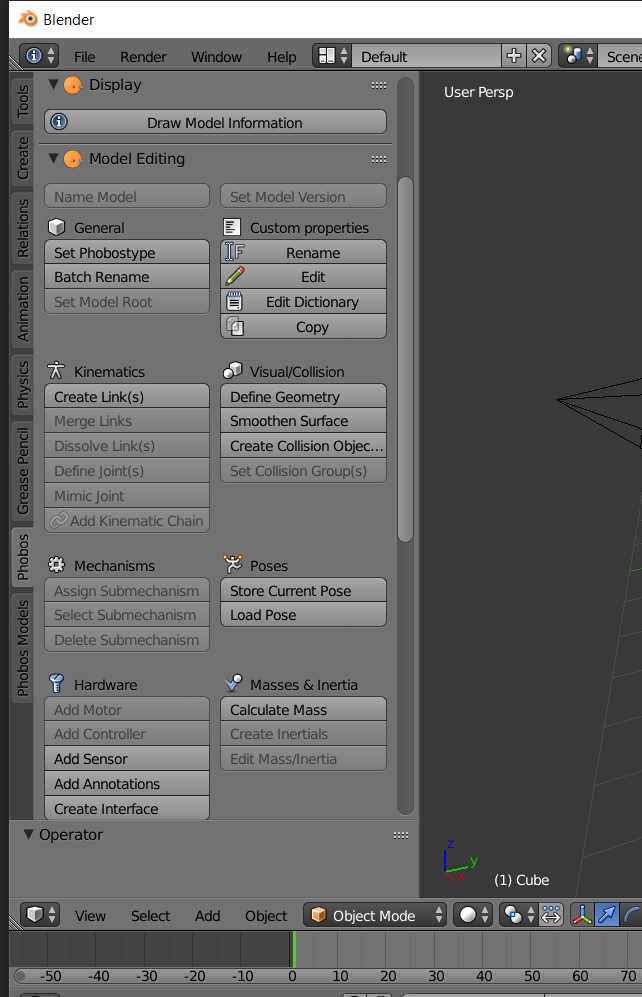 Blender
File Render Window Help Default Scene
Tools
Create
Relations
Animation
Physics
Grease Pencil
Phobos
Phobos Models
Display
Draw Model Information
Model Editing
Name Model Set Model Version
General
Set Phobostype
Batch Rename
Set Model Root
Custom properties
Rename
Edit
Edit Dictionary
Copy
Kinematics
Create Link(s)
Merge Links
Dissolve Link(s)
Define Joint(s)
Mimic Joint
Add Kinematic Chain
Visual/Collision
Define Geometry
Smoothen Surface
Create Collision Objec...
Set Collision Group(s)
Mechanisms
Assign Submechanism
Select Submechanism
Delete Submechanism
Poses
Store Current Pose
Load Pose
Hardware
Add Motor
Add Controller
Add Sensor
Add Annotations
Create Interface
Masses & Inertia
Calculate Mass
Create Inertials
Edit Mass/Inertia
Operator
User Persp
z
y
x
(1) Cube
View Select Add Object Object Mode
-50 -40 -30 -20 -10 0 10 20 30 40 50 60 70